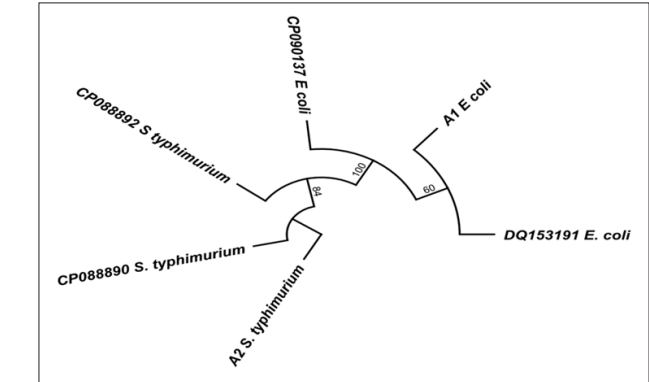 CP090137 E coli
A1 E coli
CP088892 S typhimurium
100
84
60
DQ153191 E. coli
CP088890 S. typhimurium
A2 S. typhimurium